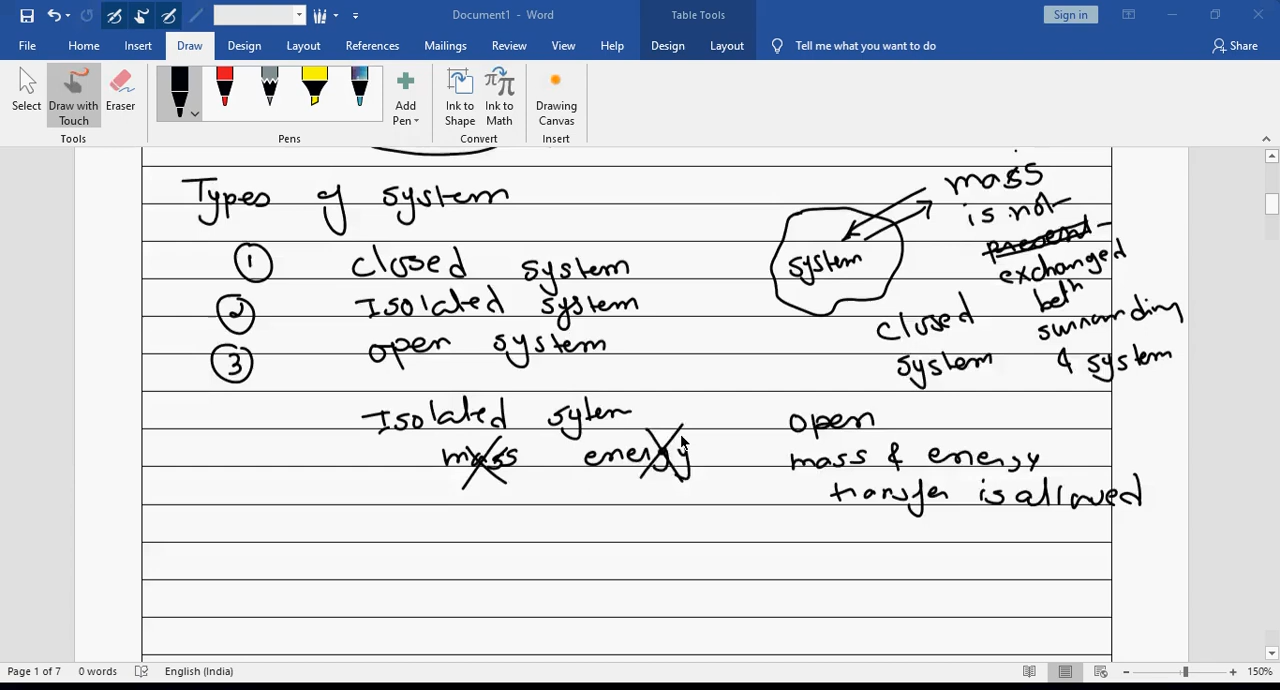 Document1 - Word
Table Tools
Sign in
File Home Insert Draw Design Layout References Mailings Review View Help Design Layout Tell me what you want to do Share
Select Draw with Touch Eraser Add Pen Ink to Shape Ink to Math Drawing Canvas
Tools Pens Convert Insert
Types of system
1 closed system
2 Isolated system
3 open system
system
mass
is not
exchanged
betn
surrounding
& system
closed
system
Isolated sytem
mass energy
open
mass & energy
transfer is allowed
Page 1 of 7 0 words English (India) 150%